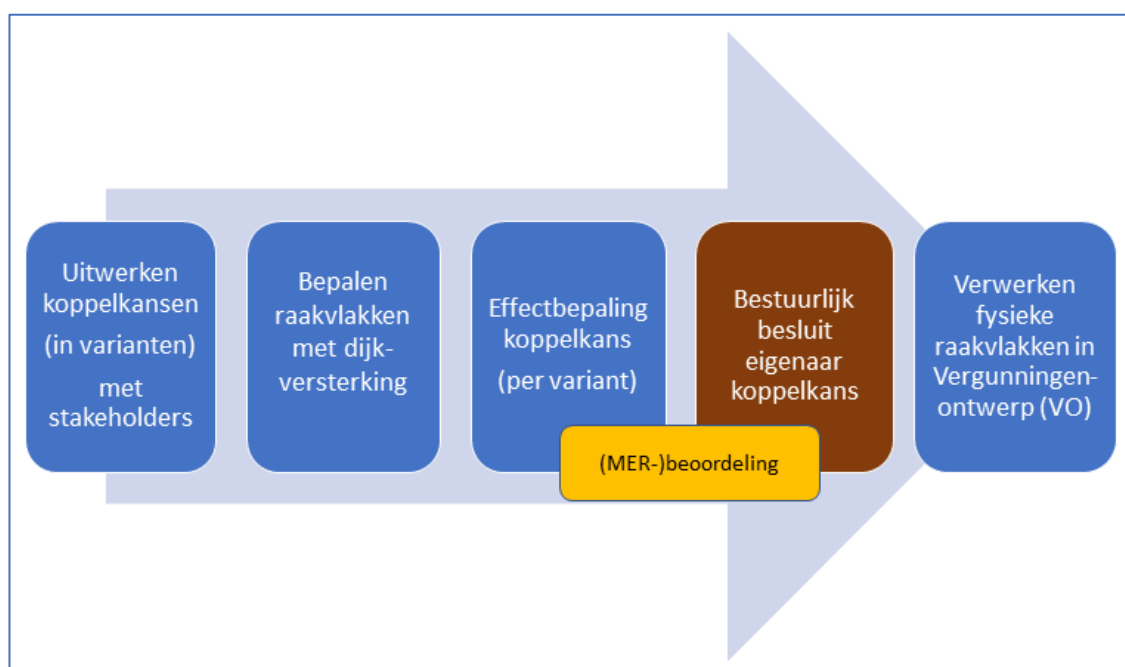 Uitwerken
koppelkansen
(in varianten)
met
stakeholders
Bepalen
raakvlakken
met dijk-
versterking
Effectbepaling
koppelkans
(per variant)
(MER-)beoordeling
Bestuurlijk
besluit
eigenaar
koppelkans
Verwerken
fysieke
raakvlakken in
Vergunningen-
ontwerp (VO)